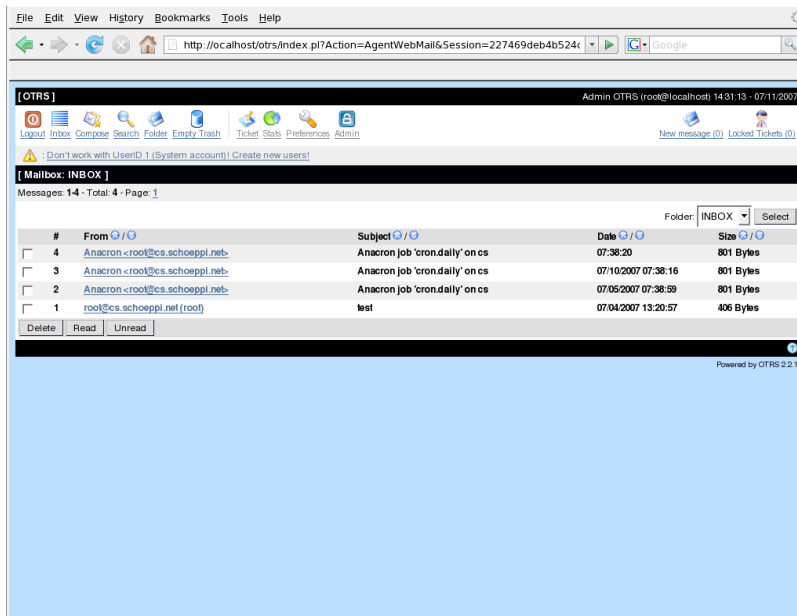 File Edit View History Bookmarks Tools Help
http://ocalhost/otrs/index.pl?Action=AgentWebMail&Session=227469deb4b524c
G Google
[ OTRS ] Admin OTRS (root@localhost) 14:31:13 - 07/11/2007
Logout Inbox Compose Search Folder Empty Trash Ticket Stats Preferences Admin New message (0) Locked Tickets (0)
: Don't work with UserID 1 (System account)! Create new users!
[ Mailbox: INBOX ]
Messages: 1-4 - Total: 4 - Page: 1
Folder: INBOX Select
# From / Subject / Date / Size /
4 Anacron <root@cs.schoeppi.net> Anacron job 'cron.daily' on cs 07:38:20 801 Bytes
3 Anacron <root@cs.schoeppi.net> Anacron job 'cron.daily' on cs 07/10/2007 07:38:16 801 Bytes
2 Anacron <root@cs.schoeppi.net> Anacron job 'cron.daily' on cs 07/05/2007 07:38:59 801 Bytes
1 root@cs.schoeppi.net (root) test 07/04/2007 13:20:57 406 Bytes
Delete Read Unread
Powered by OTRS 2.2.1